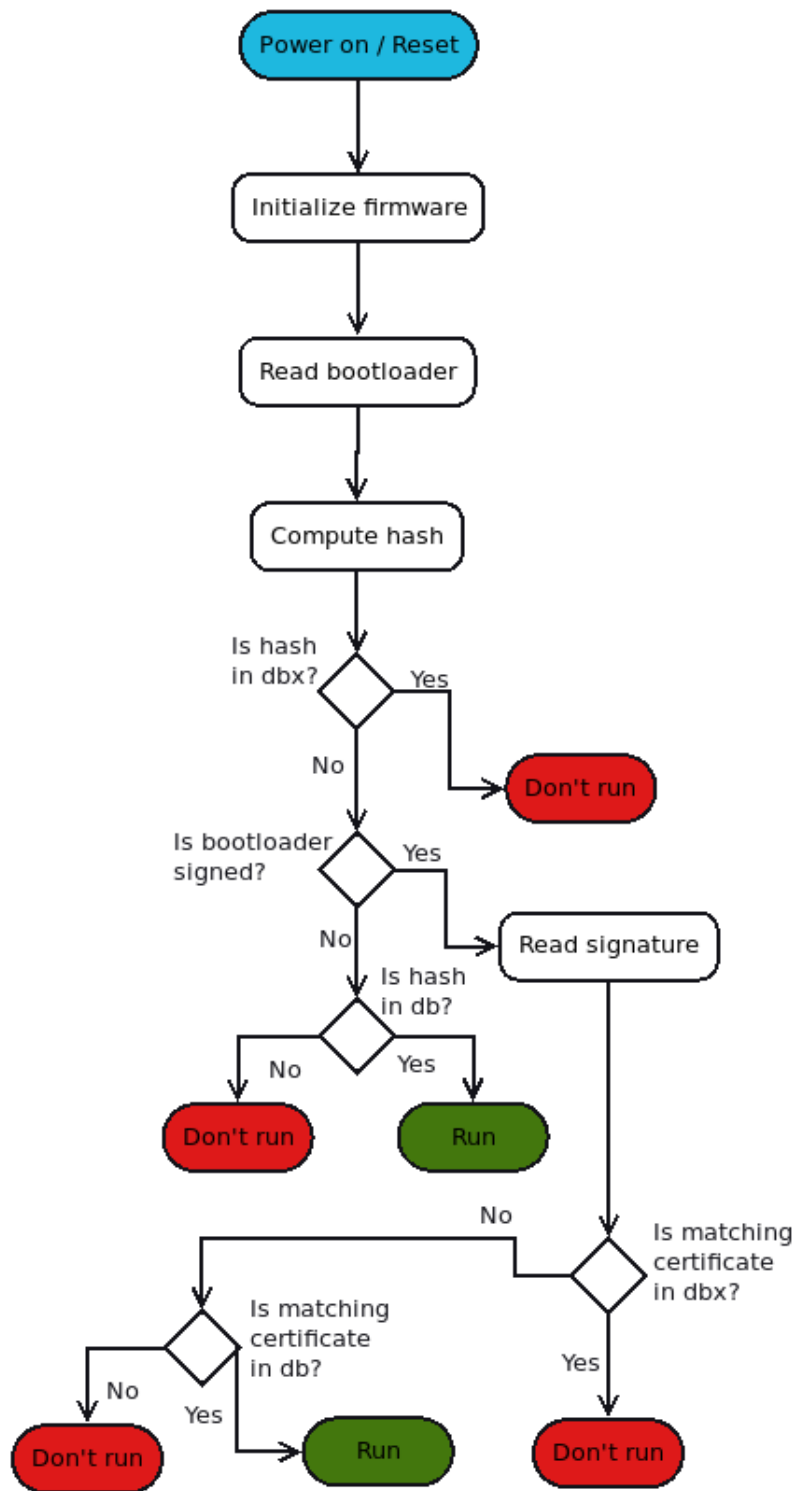 Power on / Reset
Initialize firmware
Read bootloader
Compute hash
Is hash
in dbx?
Yes
No
Don't run
Is bootloader
signed?
Yes
No
Read signature
Is hash
in db?
No
Yes
Don't run
Run
No
Is matching
certificate
in dbx?
Is matching
certificate
in db?
Yes
No
Yes
Don't run
Run
Don't run